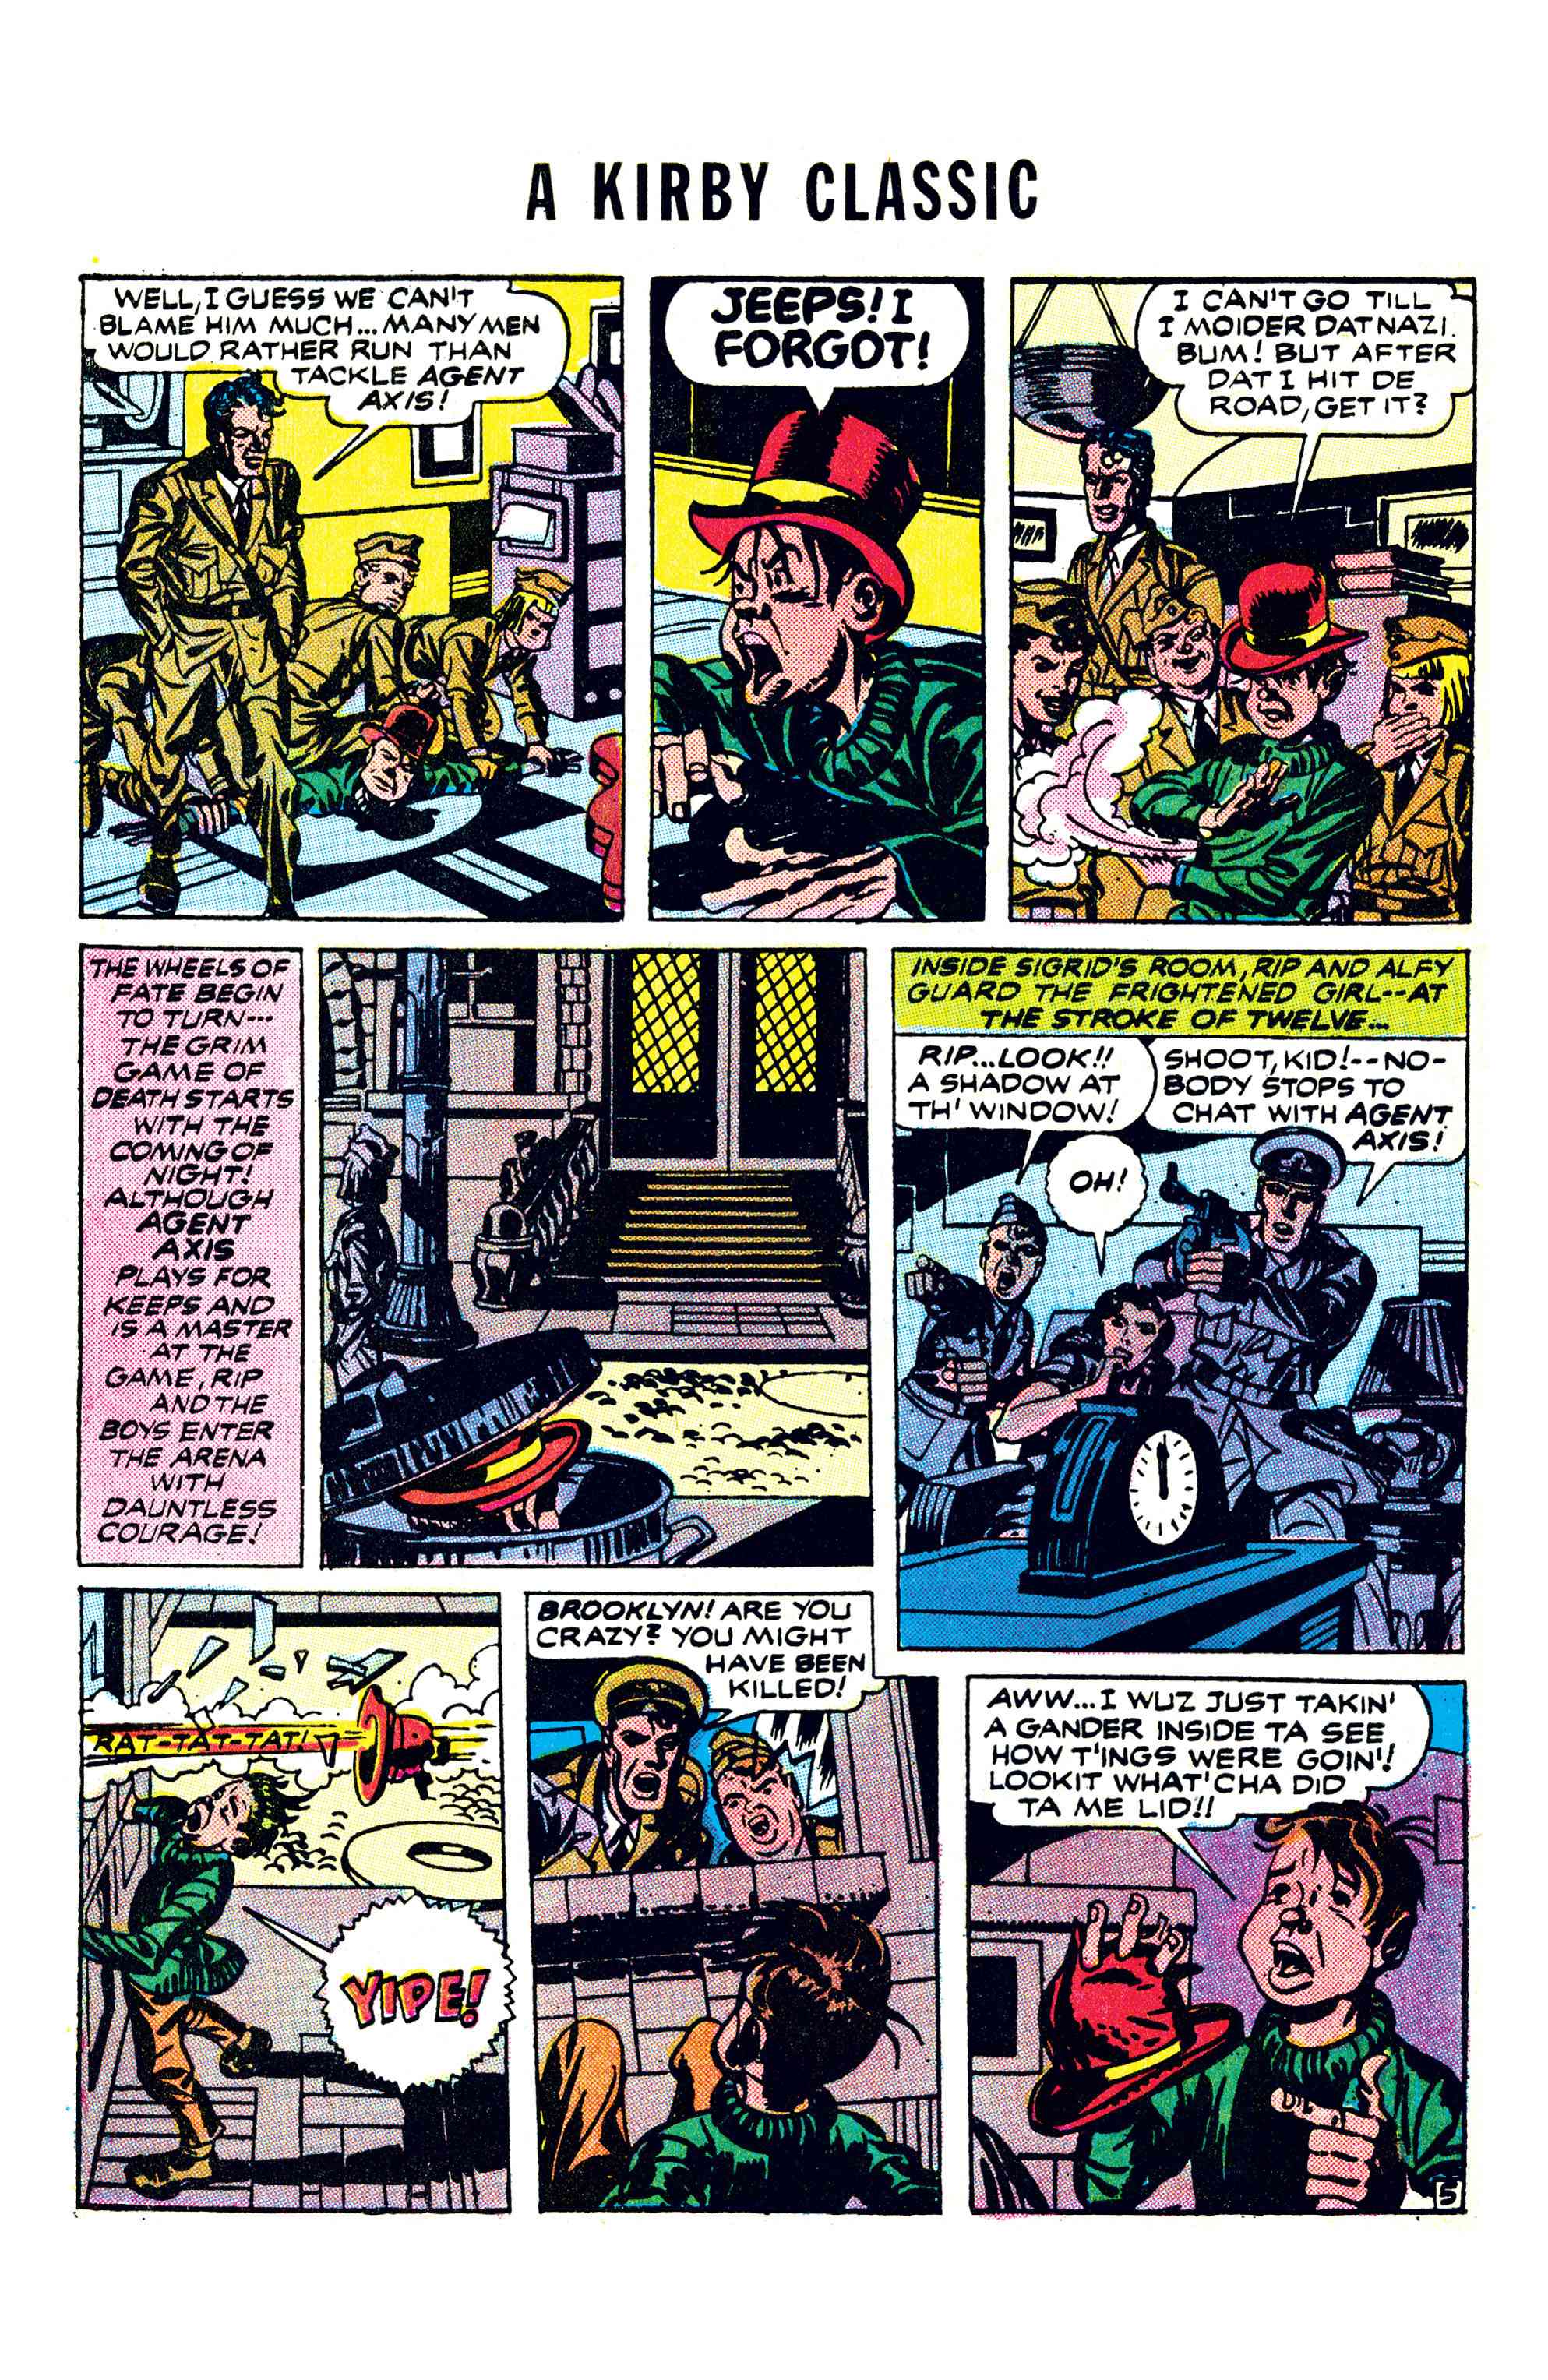 A KIRBY CLASSIC
WELL, I GUESS WE CAN'T
BLAME HIM MUCH... MANY MEN
WOULD RATHER RUN THAN
TACKLE AGENT
AXIS!
JEEPS! I
FORGOT!
I CAN'T GO TILL
I MOIDER DAT NAZI
BUM! BUT AFTER
DAT I HIT DE
ROAD, GET IT?
THE WHEELS OF
FATE BEGIN
TO TURN---
THE GRIM
GAME OF
DEATH STARTS
WITH THE
COMING OF
NIGHT!
ALTHOUGH
AGENT
AXIS
PLAYS FOR
KEEPS AND
IS A MASTER
AT THE
GAME, RIP
AND THE
BOYS ENTER
THE ARENA
WITH
DAUNTLESS
COURAGE!
INSIDE SIGRID'S ROOM, RIP AND ALFY
GUARD THE FRIGHTENED GIRL--AT
THE STROKE OF TWELVE...
RIP...LOOK!!
A SHADOW AT
TH' WINDOW!
OH!
SHOOT, KID!--NO-
BODY STOPS TO
CHAT WITH AGENT
AXIS!
RAT-TAT-TAT!
YIPE!
BROOKLYN! ARE YOU
CRAZY? YOU MIGHT
HAVE BEEN
KILLED!
AWW...I WUZ JUST TAKIN'
A GANDER INSIDE TA SEE
HOW T'INGS WERE GOIN'!
LOOKIT WHAT'CHA DID
TA ME LID!!
5